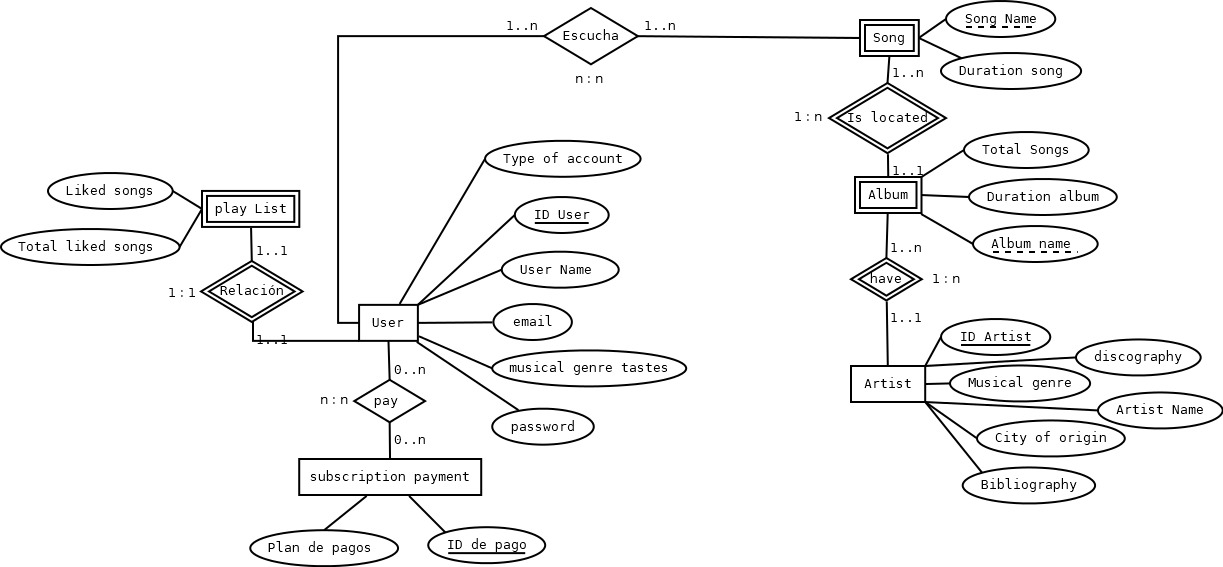 Song Name
1..n
1..n
Escucha
Song
Duration song
n:n
1..n
1:n
Is located
Total Songs
Type of account
1..1
Liked songs
play List
Album
Duration album
ID User
Total liked songs
1..1
1..n
Album name
User Name
1:1
Relación
have
1:n
User
email
1..1
1..1
ID Artist
discography
musical genre tastes
0..n
Artist
Musical genre
n:n
pay
Artist Name
password
0..n
City of origin
subscription payment
Bibliography
Plan de pagos
ID de pago